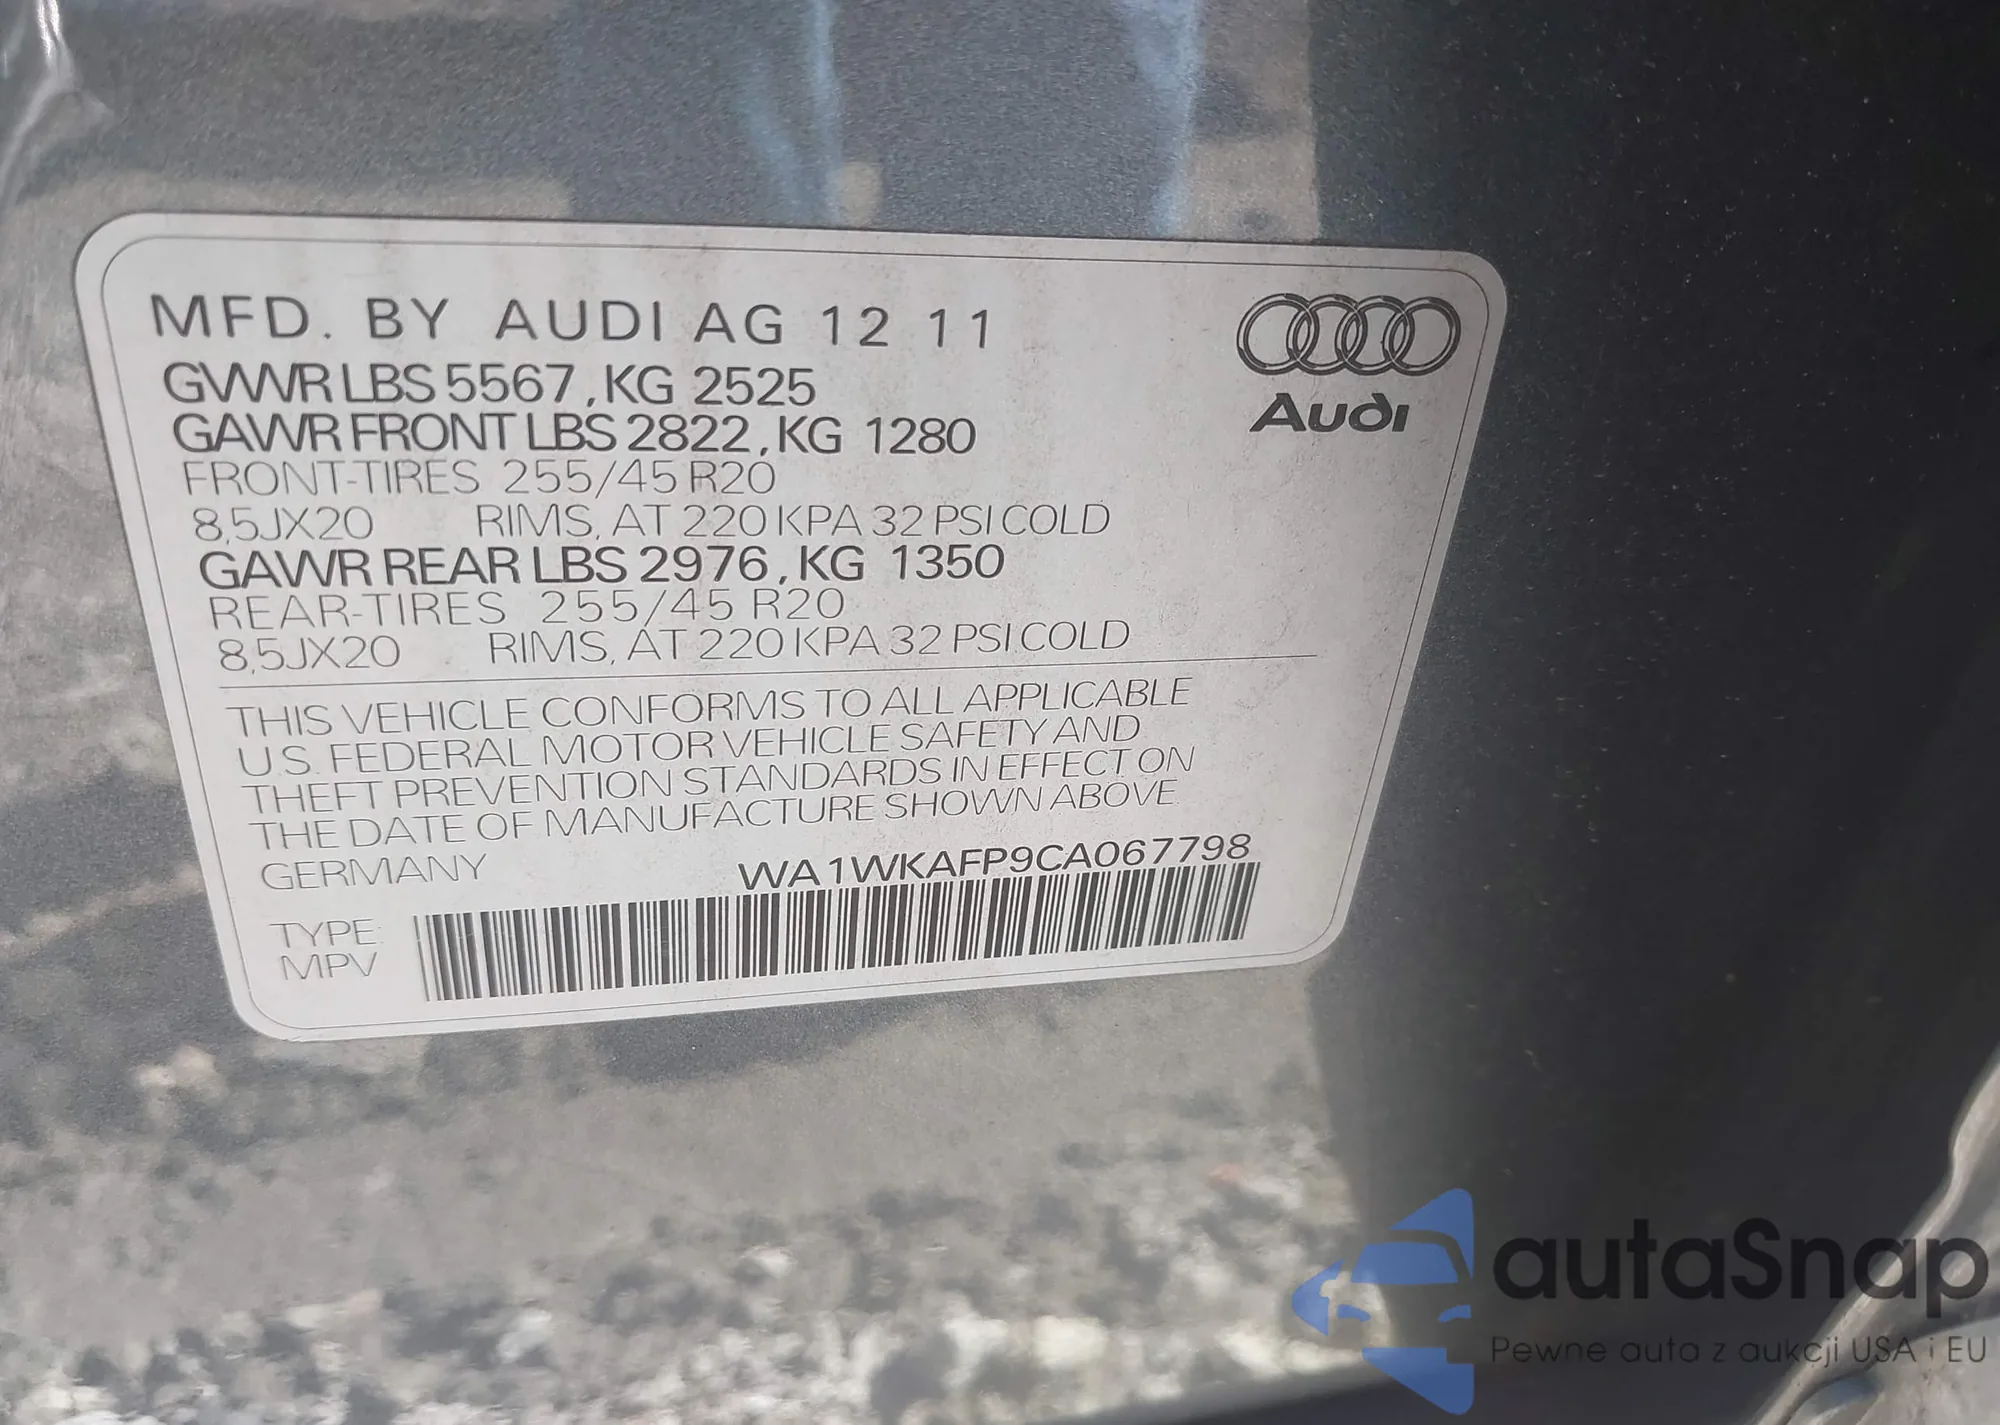 MFD. BY AUDI AG 12 11
GVWR LBS 5567, KG 2525
GAWR FRONT LBS 2822, KG 1280
FRONT-TIRES 255/45 R20
8,5JX20 RIMS, AT 220 KPA 32 PSI COLD
GAWR REAR LBS 2976, KG 1350
REAR-TIRES 255/45 R20
8,5JX20 RIMS, AT 220 KPA 32 PSI COLD
Audi
THIS VEHICLE CONFORMS TO ALL APPLICABLE
U.S. FEDERAL MOTOR VEHICLE SAFETY AND
THEFT PREVENTION STANDARDS IN EFFECT ON
THE DATE OF MANUFACTURE SHOWN ABOVE.
GERMANY WA1WKAFP9CA067798
TYPE:
MPV
autaSnap
Pewne auta z aukcji USA i EU